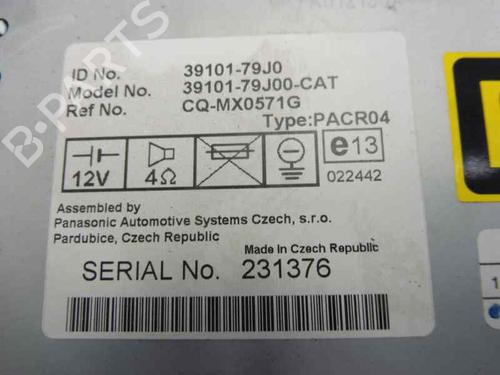 ID No. 39101-79J0
Model No. 39101-79J00-CAT
Ref No. CQ-MX0571G
Type:PACR04
12V 4Ω e13
022442
Assembled by
Panasonic Automotive Systems Czech, s.r.o.
Pardubice, Czech Republic
Made in Czech Republic
SERIAL No. 231376
B-PARTS